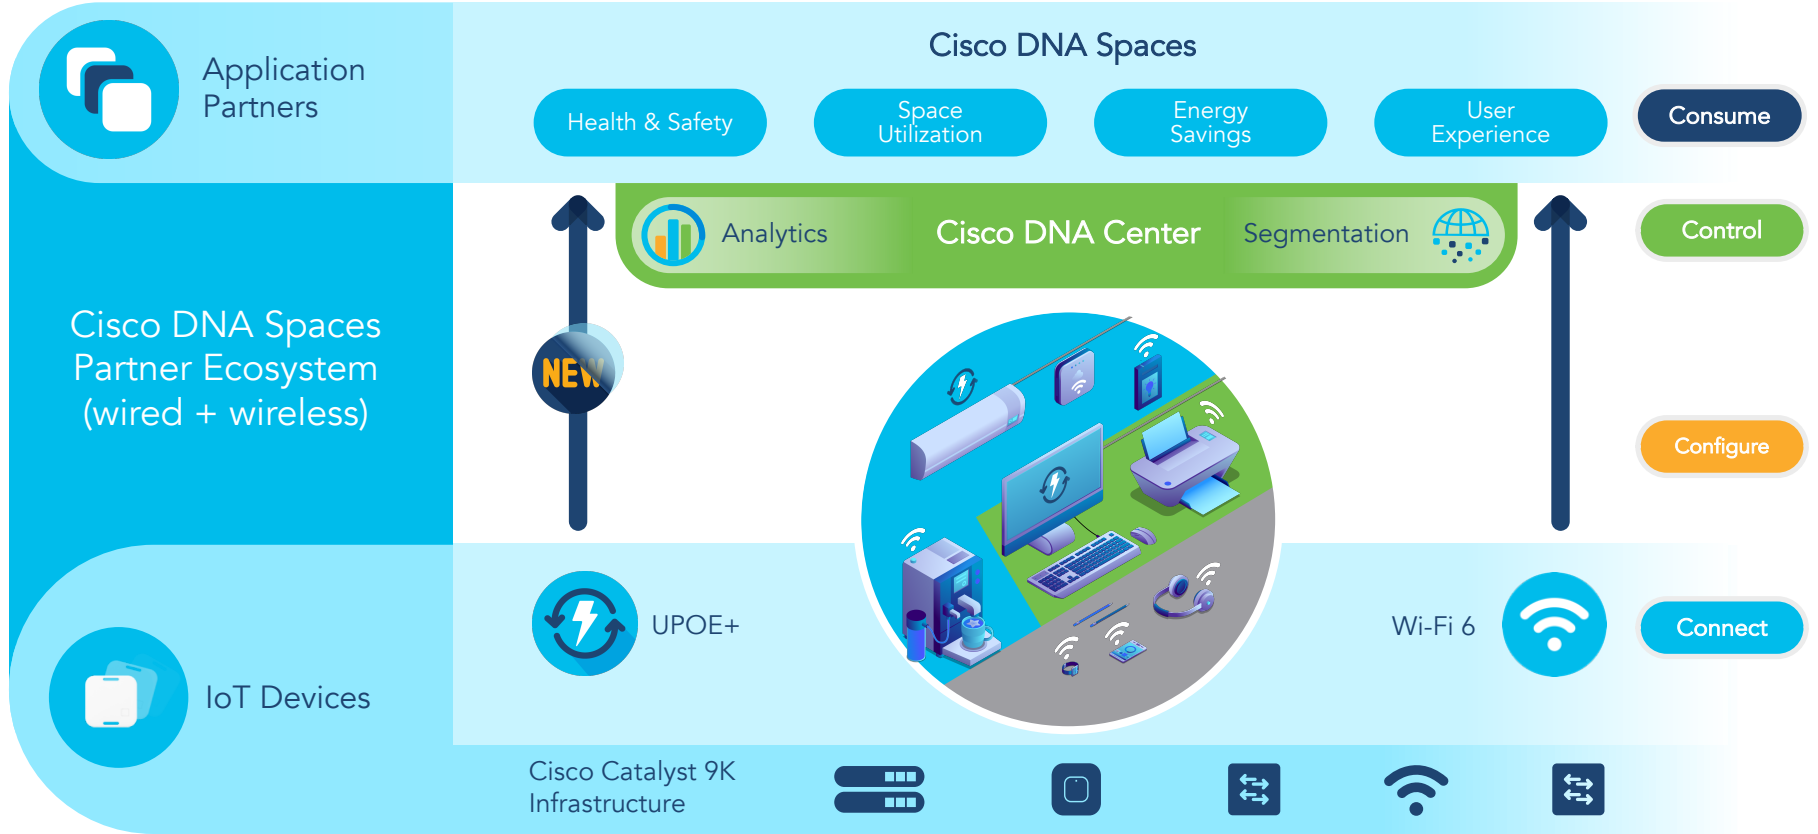 Application
Partners
Cisco DNA Spaces
Health & Safety
Space
Utilization
Energy
Savings
User
Experience
Consume
Analytics
Cisco DNA Center
Segmentation
Control
Cisco DNA Spaces
Partner Ecosystem
(wired + wireless)
NEW
Configure
UPOE+
Wi-Fi 6
Connect
IoT Devices
Cisco Catalyst 9K
Infrastructure